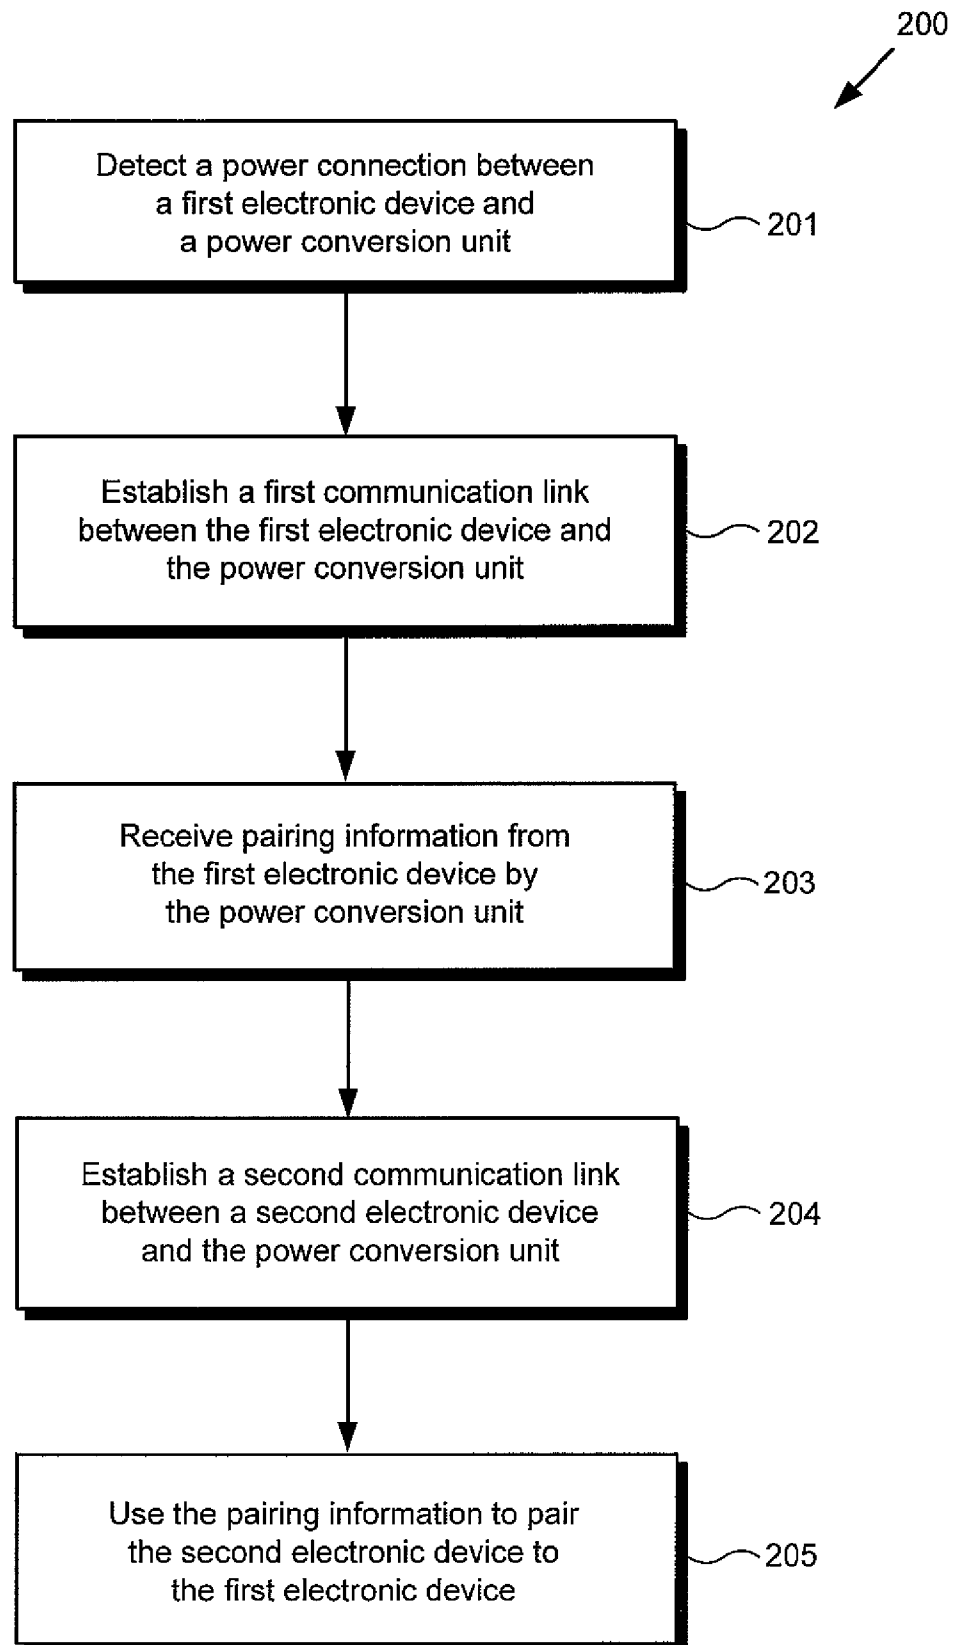 200
Detect a power connection between
a first electronic device and
a power conversion unit
201
Establish a first communication link
between the first electronic device and
the power conversion unit
202
Receive pairing information from
the first electronic device by
the power conversion unit
203
Establish a second communication link
between a second electronic device
and the power conversion unit
204
Use the pairing information to pair
the second electronic device to
the first electronic device
205